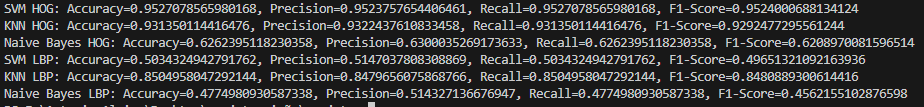 SVM HOG: Accuracy=0.9527078565980168, Precision=0.9523757654406461, Recall=0.9527078565980168, F1-Score=0.9524000688134124
KNN HOG: Accuracy=0.931350114416476, Precision=0.9322437610833458, Recall=0.931350114416476, F1-Score=0.9292477295561244
Naive Bayes HOG: Accuracy=0.6262395118230358, Precision=0.6300035269173633, Recall=0.6262395118230358, F1-Score=0.6208970081596514
SVM LBP: Accuracy=0.5034324942791762, Precision=0.5147037808308869, Recall=0.5034324942791762, F1-Score=0.49651321092163936
KNN LBP: Accuracy=0.8504958047292144, Precision=0.8479656075868766, Recall=0.8504958047292144, F1-Score=0.8480889300614416
Naive Bayes LBP: Accuracy=0.4774980930587338, Precision=0.514327136676947, Recall=0.4774980930587338, F1-Score=0.4562155102876598